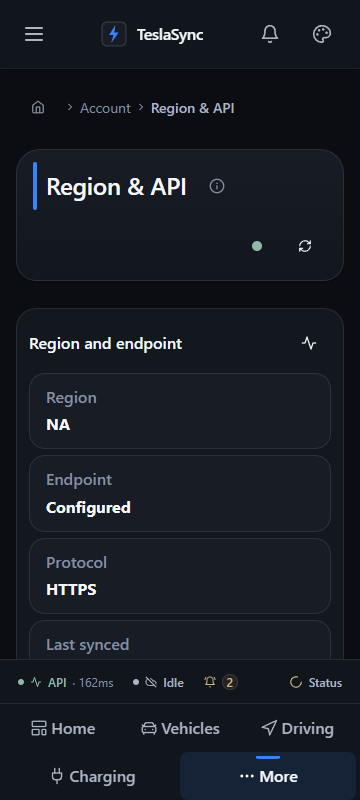 TeslaSync
Account
Region & API
Region & API
Region and endpoint
Region
NA
Endpoint
Configured
Protocol
HTTPS
Last synced
API · 162ms
Idle
2
Status
Home
Vehicles
Driving
Charging
More